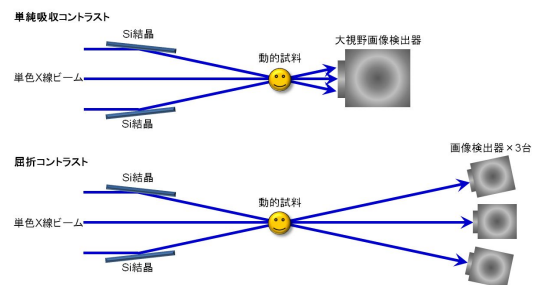 単純吸収コントラスト
Si結晶
動的試料
大視野画像検出器
単色X線ビーム
Si結晶
屈折コントラスト
画像検出器×3台
Si結晶
動的試料
単色X線ビーム
Si結晶